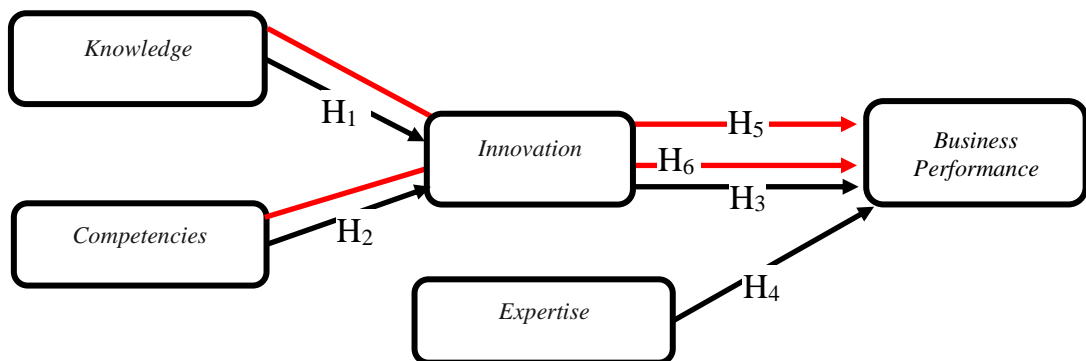 Knowledge
H₁
Innovation
H₅
Business
Performance
H₆
H₃
Competencies
H₂
Expertise
H₄